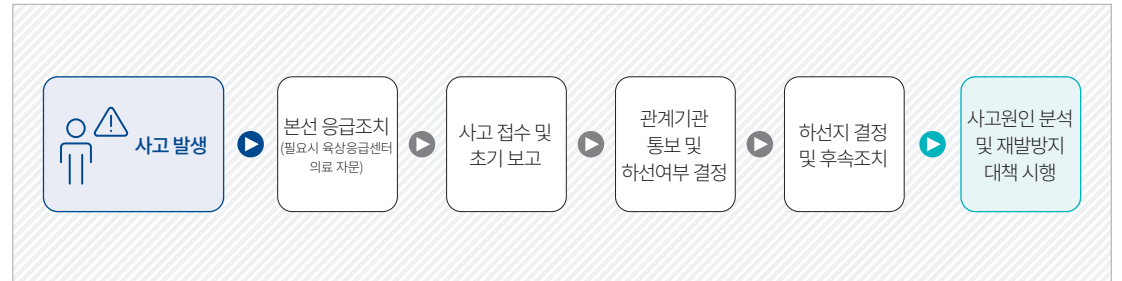 사고 발생
본선 응급조치
(필요시 육상응급센터
의료 자문)
사고 접수 및
초기 보고
관계기관
통보 및
하선여부 결정
하선지 결정
및 후속조치
사고원인 분석
및 재발방지
대책 시행